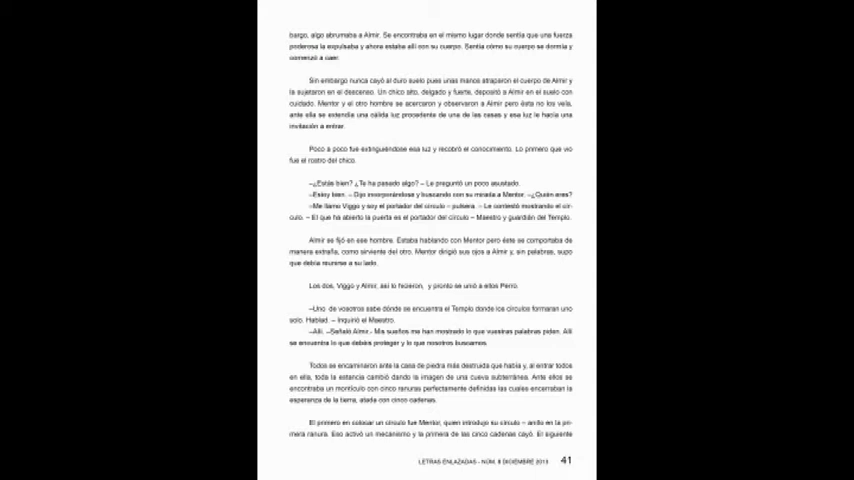 bargo, algo abrumaba a Almir. Se encontraba en el mismo lugar donde sentía que una fuerza
poderosa la expulsaba y ahora estaba allí con su cuerpo. Sentía cómo su cuerpo se dormía y
comenzó a caer.
Sin embargo nunca cayó al duro suelo pues unas manos atraparon el cuerpo de Almir y
la sujetaron en el descenso. Un chico alto, delgado y fuerte, depositó a Almir en el suelo con
cuidado. Mentor y el otro hombre se acercaron y observaron a Almir pero ésta no los veía,
ante ella se extendía una cálida luz procedente de una de las casas y esa luz le hacía una
invitación a entrar.
Poco a poco fue extinguiéndose esa luz y recobró el conocimiento. Lo primero que vio
fue el rostro del chico.
–¿Estás bien? ¿Te ha pasado algo? – Le preguntó un poco asustado.
–Estoy bien. – Dijo incorporándose y buscando con su mirada a Mentor, –¿Quién eres?
–Me llamo Viggo y soy el portador del círculo – pulsera. – Le contestó mostrando el cír-
culo. – El que ha abierto la puerta es el portador del círculo – Maestro y guardián del Templo.
Almir se fijó en ese hombre. Estaba hablando con Mentor pero éste se comportaba de
manera extraña, como sirviente del otro. Mentor dirigió sus ojos a Almir y, sin palabras, supo
que debía reunirse a su lado.
Los dos, Viggo y Almir, así lo hicieron, y pronto se unió a ellos Perro.
–Uno de vosotros sabe dónde se encuentra el Templo donde los círculos formaran uno
solo. Hablad. – Inquirió el Maestro.
–Allí. –Señaló Almir.- Mis sueños me han mostrado lo que vuestras palabras piden. Allí
se encuentra lo que debéis proteger y lo que nosotros buscamos.
Todos se encaminaron ante la casa de piedra más destruida que había y, al entrar todos
en ella, toda la estancia cambió dando la imagen de una cueva subterránea. Ante ellos se
encontraba un montículo con cinco ranuras perfectamente definidas las cuales encerraban la
esperanza de la tierra, atada con cinco cadenas.
El primero en colocar un círculo fue Mentor, quien introdujo su círculo – anillo en la pri-
mera ranura. Eso activó un mecanismo y la primera de las cinco cadenas cayó. El siguiente
LETRAS ENLAZADAS - NÚM. 8 DICIEMBRE 2013 41